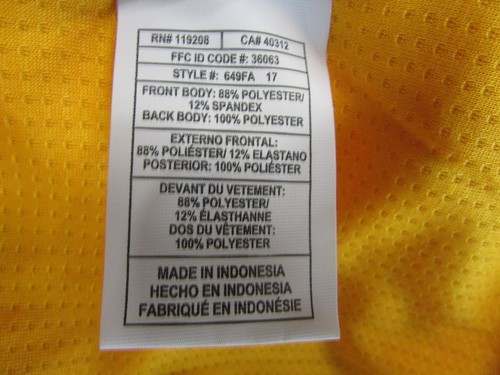 RN# 119208 CA# 40312
FFC ID CODE #: 36063
STYLE #: 649FA 17
FRONT BODY: 88% POLYESTER/
12% SPANDEX
BACK BODY: 100% POLYESTER
EXTERNO FRONTAL:
88% POLIÉSTER/ 12% ELASTANO
POSTERIOR: 100% POLIÉSTER
DEVANT DU VETEMENT:
88% POLYESTER/
12% ÉLASTHANNE
DOS DU VÊTEMENT:
100% POLYESTER
MADE IN INDONESIA
HECHO EN INDONESIA
FABRIQUÉ EN INDONÉSIE